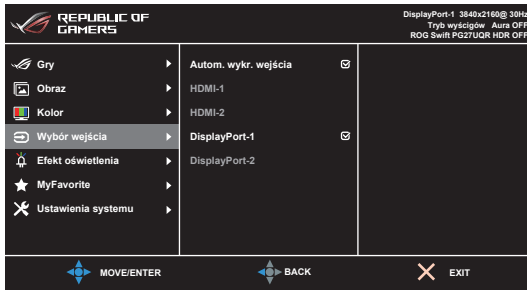 REPUBLIC OF
GAMERS
DisplayPort-1 3840x2160@ 30Hz
Tryb wyścigów Aura OFF
ROG Swift PG27UQR HDR OFF
Gry
Autom. wykr. wejścia
Obraz
HDMI-1
Kolor
HDMI-2
Wybór wejścia
DisplayPort-1
Efekt oświetlenia
DisplayPort-2
MyFavorite
Ustawienia systemu
MOVE/ENTER
BACK
EXIT